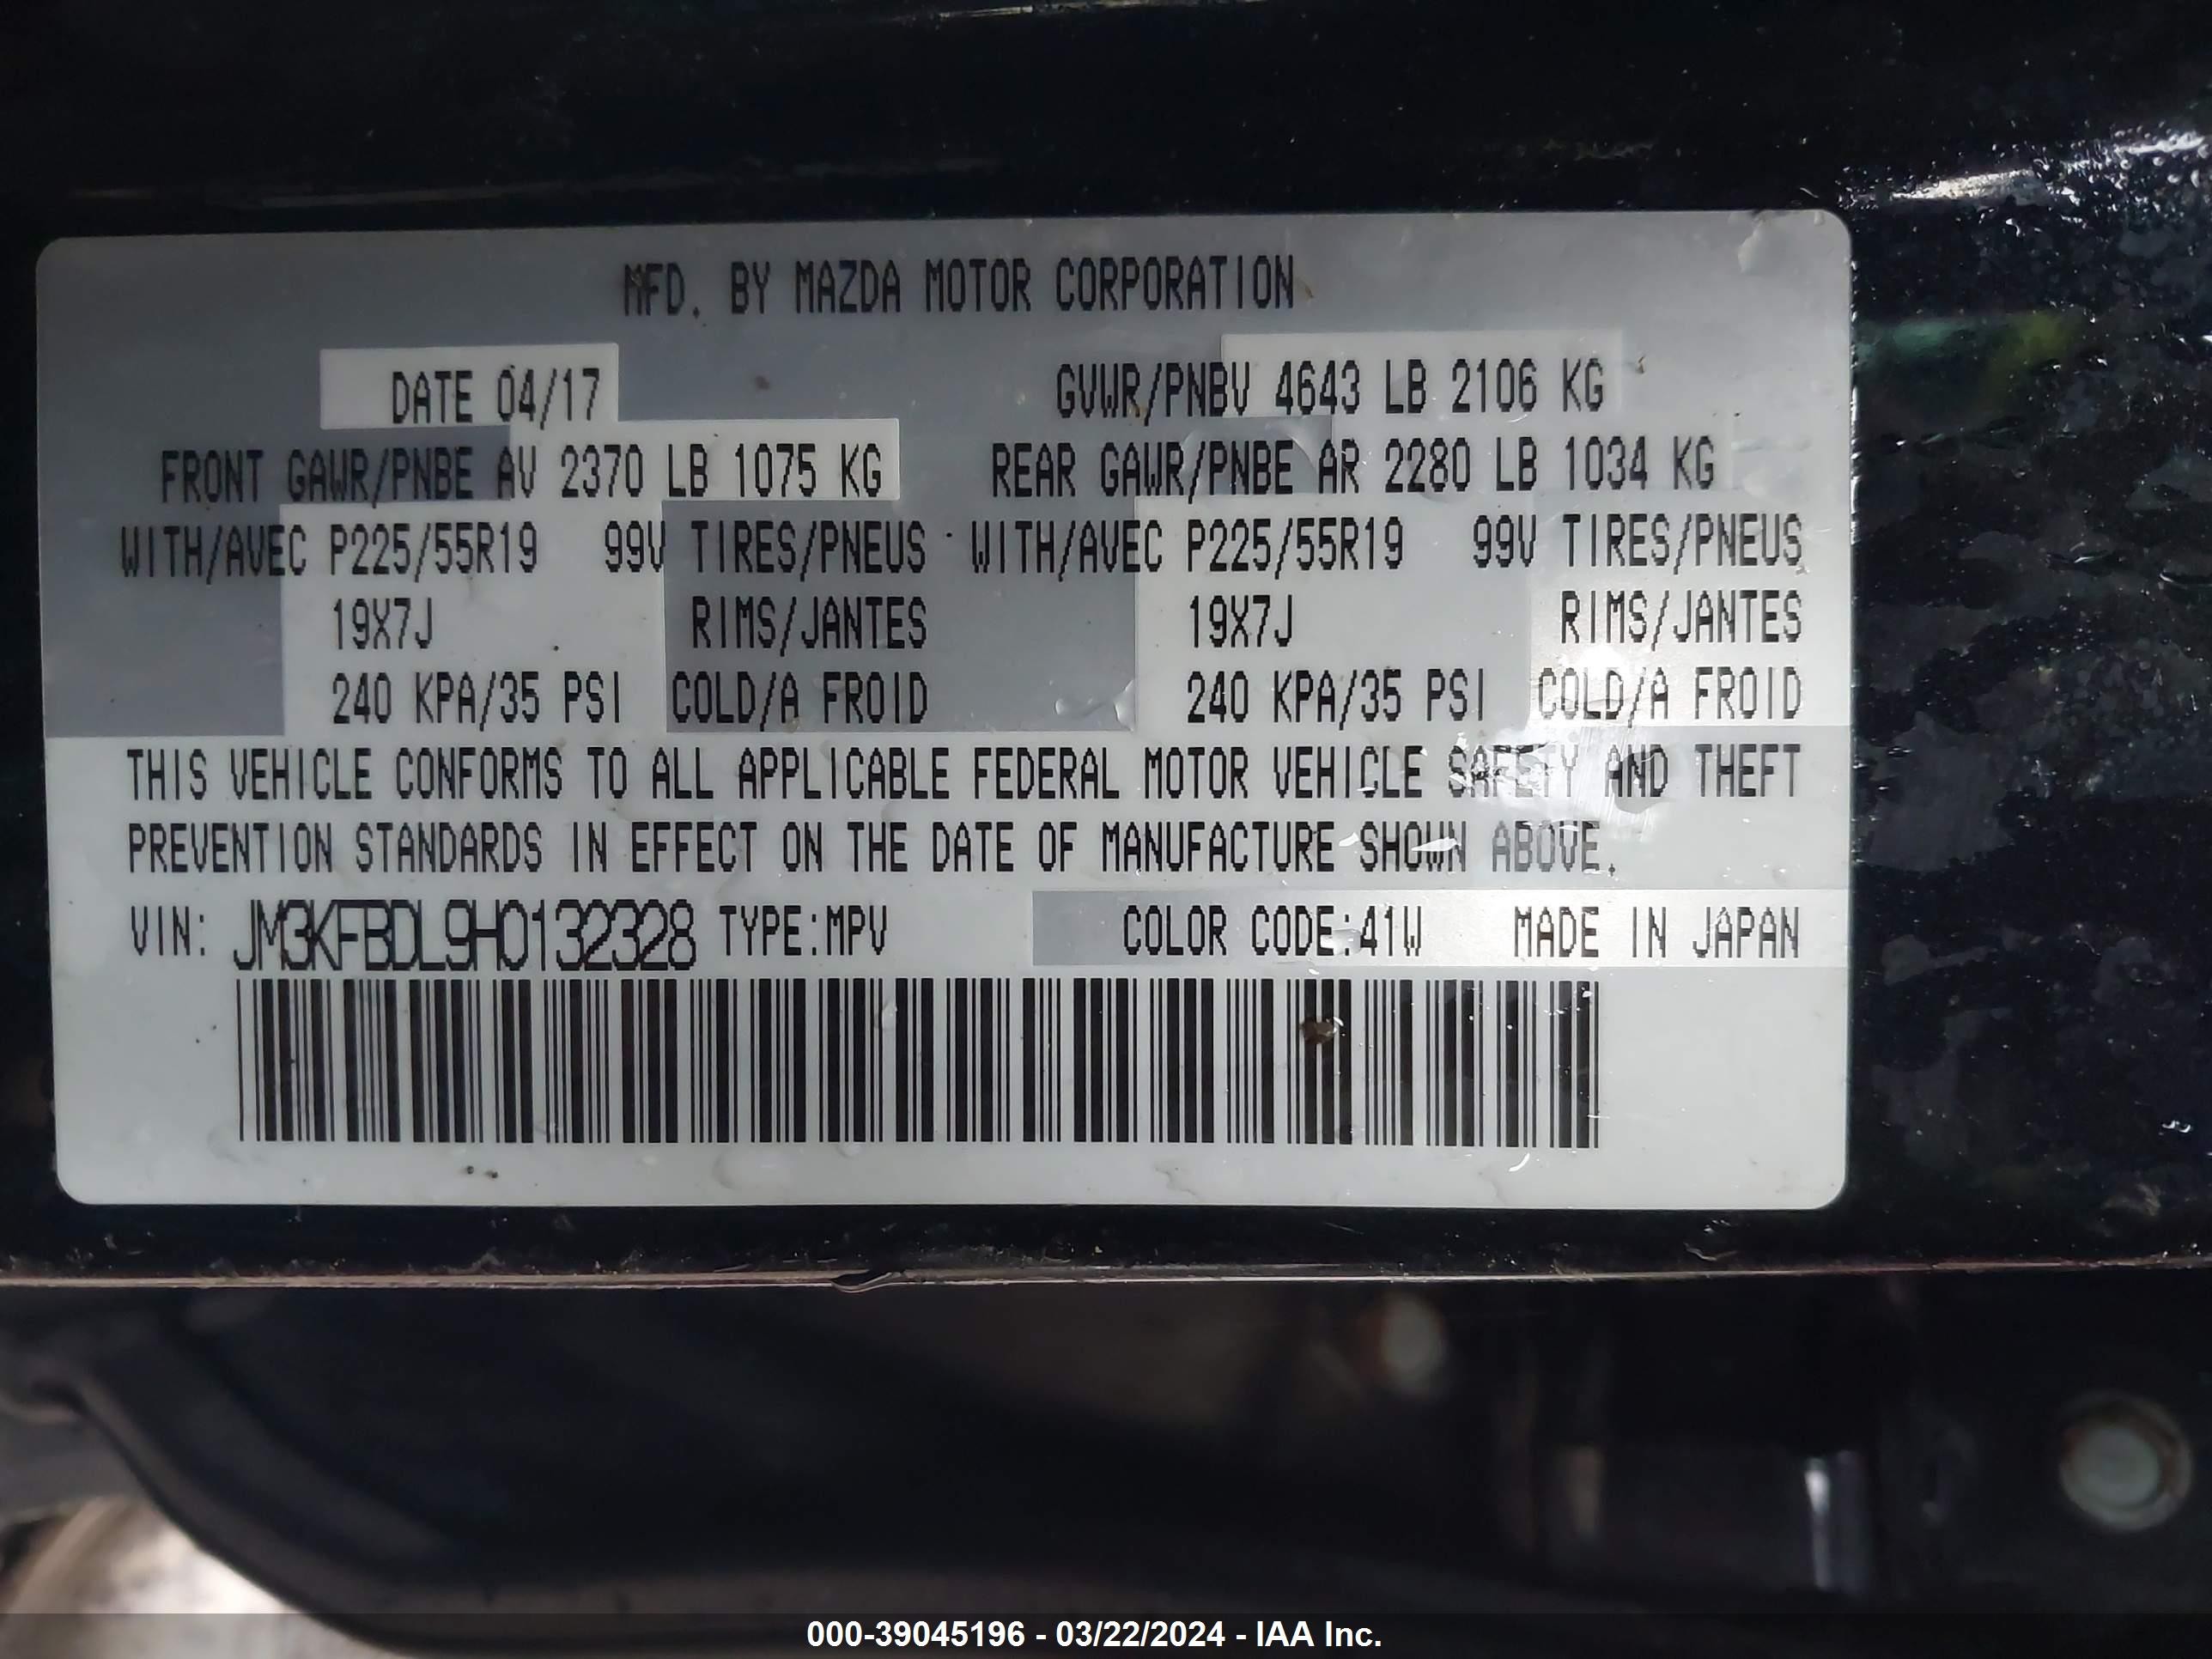 MFD. BY MAZDA MOTOR CORPORATION
DATE 04/17 GVWR/PNBV 4643 LB 2106 KG
FRONT GAWR/PNBE AV 2370 LB 1075 KG REAR GAWR/PNBE AR 2280 LB 1034 KG
WITH/AVEC P225/55R19 99V TIRES/PNEUS WITH/AVEC P225/55R19 99V TIRES/PNEUS
19X7J RIMS/JANTES 19X7J RIMS/JANTES
240 KPA/35 PSI COLD/A FROID 240 KPA/35 PSI COLD/A FROID
THIS VEHICLE CONFORMS TO ALL APPLICABLE FEDERAL MOTOR VEHICLE SAFETY AND THEFT
PREVENTION STANDARDS IN EFFECT ON THE DATE OF MANUFACTURE SHOWN ABOVE.
VIN: JM3KFBDL9H0132328 TYPE:MPV COLOR CODE:41W MADE IN JAPAN
000-39045196 - 03/22/2024 - IAA Inc.